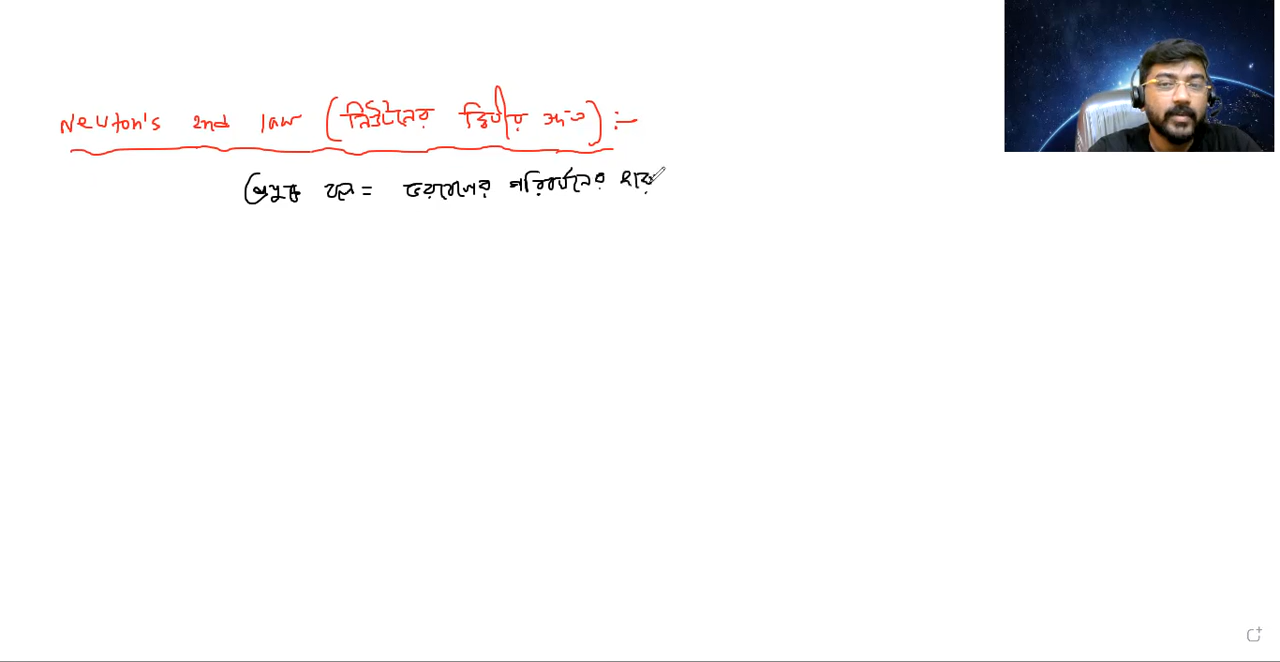 Newton's 2nd law (নিউটনের দ্বিতীয় সূত্র) :-
প্রযুক্ত বল = ভরবেগের পরিবর্তনের হার